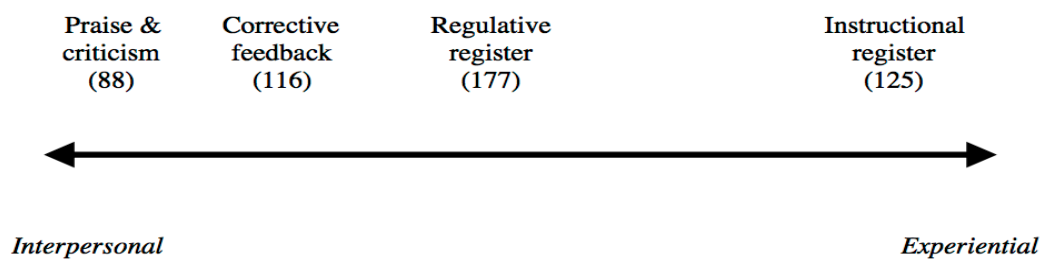 Praise &
criticism
(88)
Corrective
feedback
(116)
Regulative
register
(177)
Instructional
register
(125)
Interpersonal
Experiential